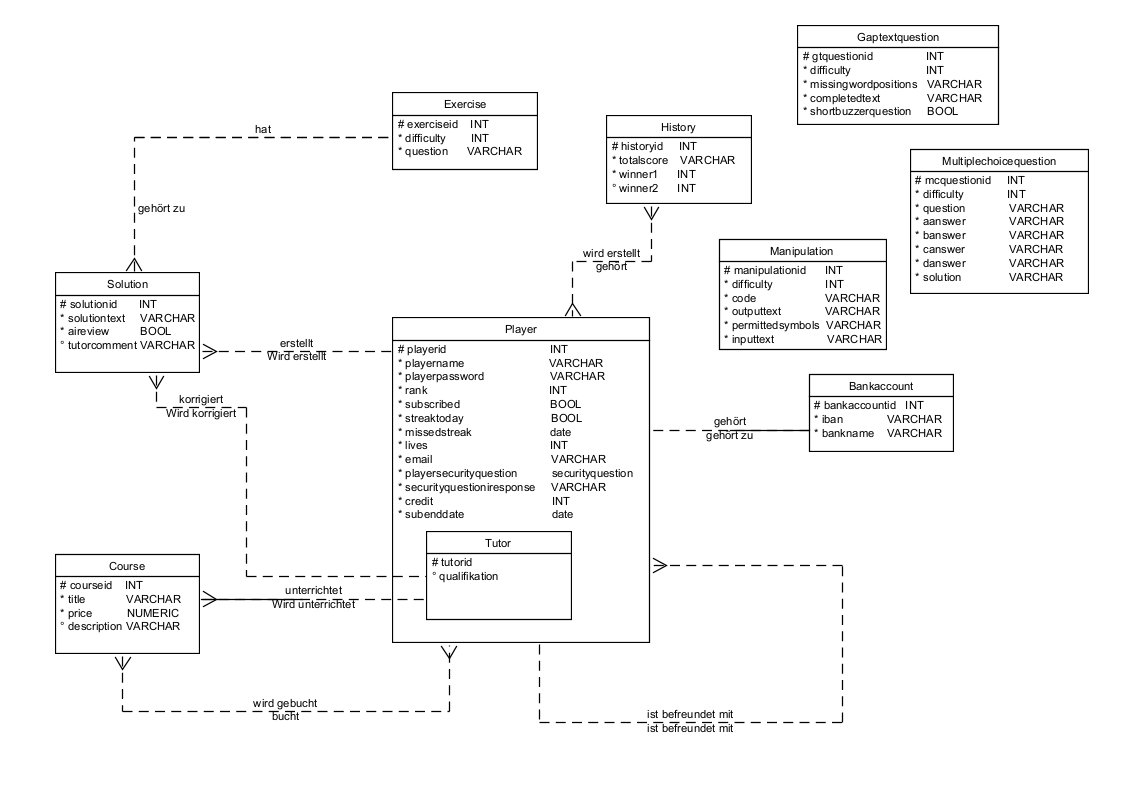 Gaptextquestion
# gtquestionid INT
* difficulty INT
* missingwordpositions VARCHAR
* completedtext VARCHAR
* shortbuzzerquestion BOOL
Exercise
# exerciseid INT
* difficulty INT
* question VARCHAR
hat
gehört zu
History
# historyid INT
* totalscore VARCHAR
* winner1 INT
° winner2 INT
Multiplechoicequestion
# mcquestionid INT
* difficulty INT
* question VARCHAR
* aanswer VARCHAR
* banswer VARCHAR
* canswer VARCHAR
* danswer VARCHAR
* solution VARCHAR
wird erstellt
gehört
Manipulation
# manipulationid INT
* difficulty INT
* code VARCHAR
* outputtext VARCHAR
* permittedsymbols VARCHAR
* inputtext VARCHAR
Solution
# solutionid INT
* solutiontext VARCHAR
* aireview BOOL
° tutorcomment VARCHAR
erstellt
Wird erstellt
korrigiert
Wird korrigiert
Player
# playerid INT
* playername VARCHAR
* playerpassword VARCHAR
* rank INT
* subscribed BOOL
* streaktoday BOOL
* missedstreak date
* lives INT
* email VARCHAR
* playersecurityquestion securityquestion
* securityquestioniresponse VARCHAR
* credit INT
* subenddate date
gehört
gehört zu
Bankaccount
# bankaccountid INT
* iban VARCHAR
* bankname VARCHAR
Tutor
# tutorid
° qualifikation
Course
# courseid INT
* title VARCHAR
* price NUMERIC
° description VARCHAR
unterrichtet
Wird unterrichtet
wird gebucht
bucht
ist befreundet mit
ist befreundet mit